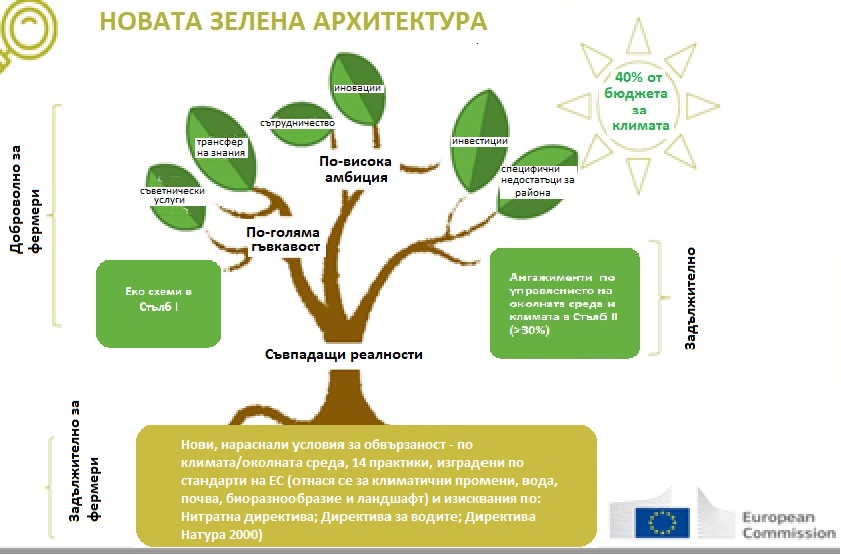 НОВАТА ЗЕЛЕНА АРХИТЕКТУРА
40% от
бюджета
за
климата
иновации
сътрудничество
трансфер
на знания
съветнически
услуги
инвестиции
специфични
недостатъци за
района
По-висока
амбиция
По-голяма
гъвкавост
Доброволно за
фермери
Еко схеми в
Стълб I
Ангажименти по
управлението на
околната среда и
климата в Стълб II
(>30%)
Задължително
Съвпадащи реалности
Задължително за
фермери
Нови, нараснали условия за обвързаност - по
климата/околната среда, 14 практики, изградени по
стандарти на ЕС (отнася се за климатични промени, вода,
почва, биоразнообразие и ландшафт) и изисквания по:
Нитратна директива; Директива за водите; Директива
Натура 2000)
European
Commission